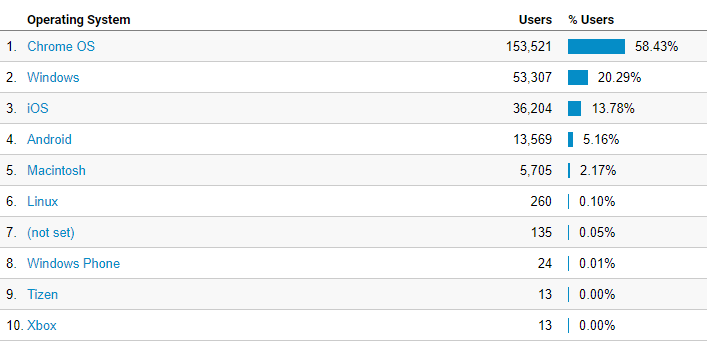 Operating System Users % Users
1. Chrome OS 153,521 58.43%
2. Windows 53,307 20.29%
3. iOS 36,204 13.78%
4. Android 13,569 5.16%
5. Macintosh 5,705 2.17%
6. Linux 260 0.10%
7. (not set) 135 0.05%
8. Windows Phone 24 0.01%
9. Tizen 13 0.00%
10. Xbox 13 0.00%